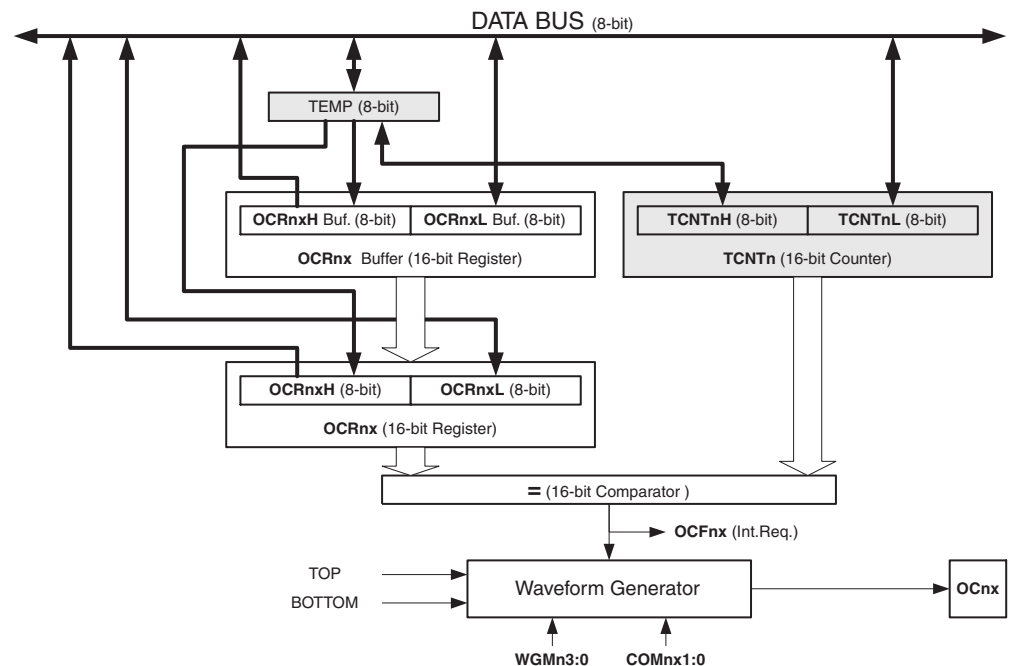 DATA BUS (8-bit)
TEMP (8-bit)
OCRnxH Buf. (8-bit)
OCRnxL Buf. (8-bit)
OCRnx Buffer (16-bit Register)
TCNTnH (8-bit)
TCNTnL (8-bit)
TCNTn (16-bit Counter)
OCRnxH (8-bit)
OCRnxL (8-bit)
OCRnx (16-bit Register)
= (16-bit Comparator )
OCFnx (Int.Req.)
TOP
BOTTOM
Waveform Generator
OCnx
WGMn3:0
COMnx1:0